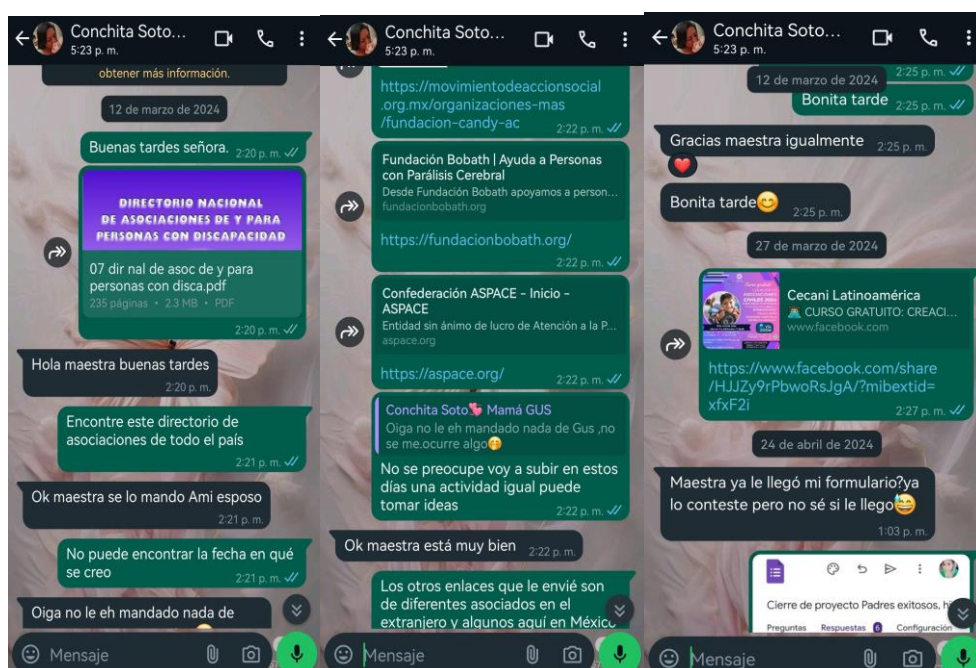 Conchita Soto...
5:23 p. m.
obtener más información.
12 de marzo de 2024
Buenas tardes señora. 2:20 p. m.
DIRECTORIO NACIONAL
DE ASOCIACIONES DE Y PARA
PERSONAS CON DISCAPACIDAD
07 dir nal de asoc de y para
personas con disca.pdf
235 páginas • 2.3 MB • PDF
2:20 p. m.
Hola maestra buenas tardes
2:20 p. m.
Encontre este directorio de
asociaciones de todo el país
2:21 p. m.
Ok maestra se lo mando Ami esposo
2:21 p. m.
No puede encontrar la fecha en qué
se creo
2:21 p. m.
Oiga no le eh mandado nada de
Mensaje
Conchita Soto...
5:23 p. m.
https://movimientodeaccionsocial
.org.mx/organizaciones-mas
/fundacion-candy-ac
2:22 p. m.
Fundación Bobath | Ayuda a Personas
con Parálisis Cerebral
Desde Fundación Bobath apoyamos a person...
fundacionbobath.org
https://fundacionbobath.org/
2:22 p. m.
Confederación ASPACE - Inicio -
ASPACE
Entidad sin ánimo de lucro de Atención a la P...
aspace.org
https://aspace.org/
2:22 p. m.
Conchita Soto💕 Mamá GUS
Oiga no le eh mandado nada de Gus ,no
se me.ocurre algo🤭
No se preocupe voy a subir en estos
días una actividad igual puede
tomar ideas
2:22 p. m.
Ok maestra está muy bien 2:22 p. m.
Los otros enlaces que le envié son
de diferentes asociados en el
extranjero y algunos aquí en México
Mensaje
Conchita Soto...
5:23 p. m.
2:25 p. m.
12 de marzo de 2024
Bonita tarde 2:25 p. m.
Gracias maestra igualmente 2:25 p. m.
❤️
Bonita tarde😊
2:25 p. m.
27 de marzo de 2024
Cecani Latinoamérica
CURSO GRATUITO: CREACI...
www.facebook.com
https://www.facebook.com/share
/HJJZy9rPbwoRsJgA/?mibextid=
xfxF2i
2:27 p. m.
24 de abril de 2024
Maestra ya le llegó mi formulario?ya
lo conteste pero no sé si le llego😅
1:03 p. m.
Cierre de proyecto Padres exitosos, hi
Preguntas Respuestas 6 Configuración
Mensaje